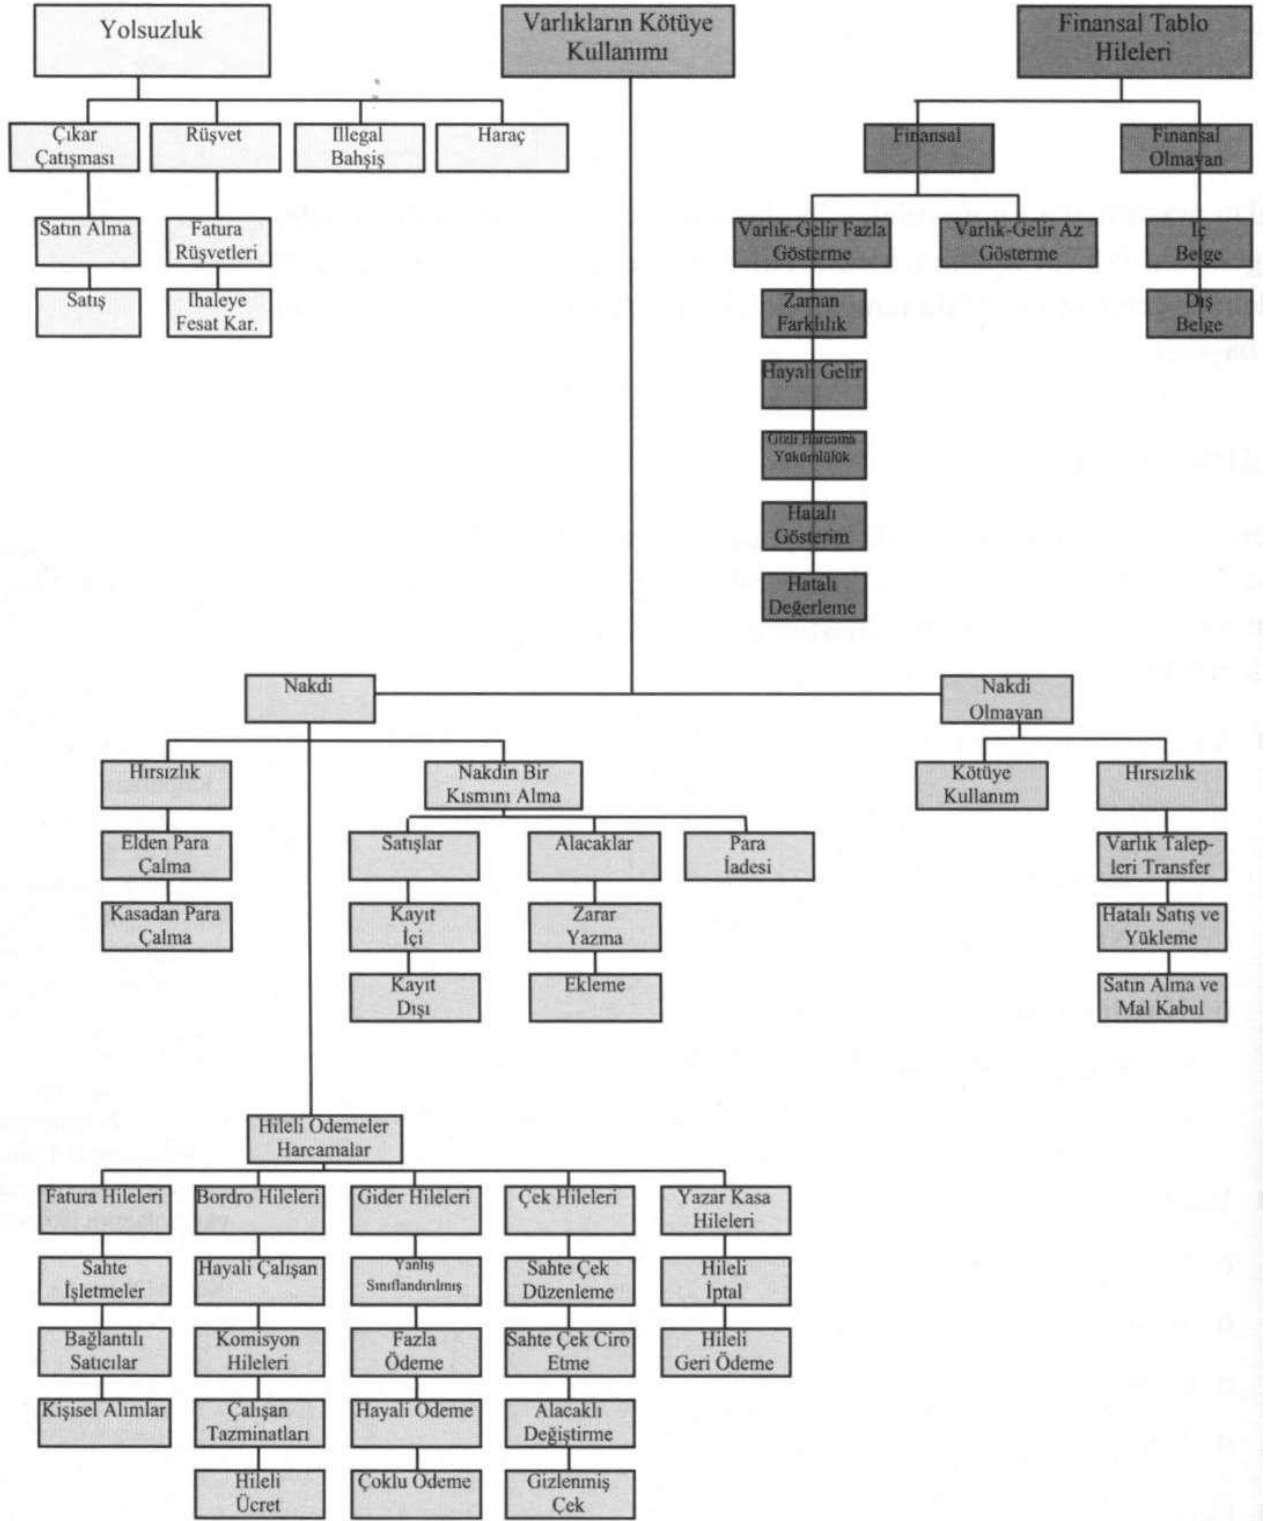 Yolsuzluk
Varlıkların Kötüye
Kullanımı
Finansal Tablo
Hileleri
Çıkar
Çatışması
Rüşvet
İllegal
Bahşiş
Haraç
Finansal
Finansal
Olmayan
Satın Alma
Fatura
Rüşvetleri
Varlık-Gelir Fazla
Gösterme
Varlık-Gelir Az
Gösterme
İç
Belge
Satış
İhaleye
Fesat Kar.
Zaman
Farklılık
Dış
Belge
Hayali Gelir
Gizli Harcama
Yükümlülük
Hatalı
Gösterim
Hatalı
Değerleme
Nakdi
Nakdi
Olmayan
Hırsızlık
Nakdin Bir
Kısmını Alma
Kötüye
Kullanım
Hırsızlık
Elden Para
Çalma
Satışlar
Alacaklar
Para
İadesi
Varlık Talep-
leri Transfer
Kasadan Para
Çalma
Kayıt
İçi
Zarar
Yazma
Hatalı Satış ve
Yükleme
Kayıt
Dışı
Ekleme
Satın Alma ve
Mal Kabul
Hileli Ödemeler
Harcamalar
Fatura Hileleri
Bordro Hileleri
Gider Hileleri
Çek Hileleri
Yazar Kasa
Hileleri
Sahte
İşletmeler
Hayali Çalışan
Yanlış
Sınıflandırılmış
Sahte Çek
Düzenleme
Hileli
İptal
Bağlantılı
Satıcılar
Komisyon
Hileleri
Fazla
Ödeme
Sahte Çek Ciro
Etme
Hileli
Geri Ödeme
Kişisel Alımlar
Çalışan
Tazminatları
Hayali Ödeme
Alacaklı
Değiştirme
Hileli
Ücret
Çoklu Ödeme
Gizlenmiş
Çek